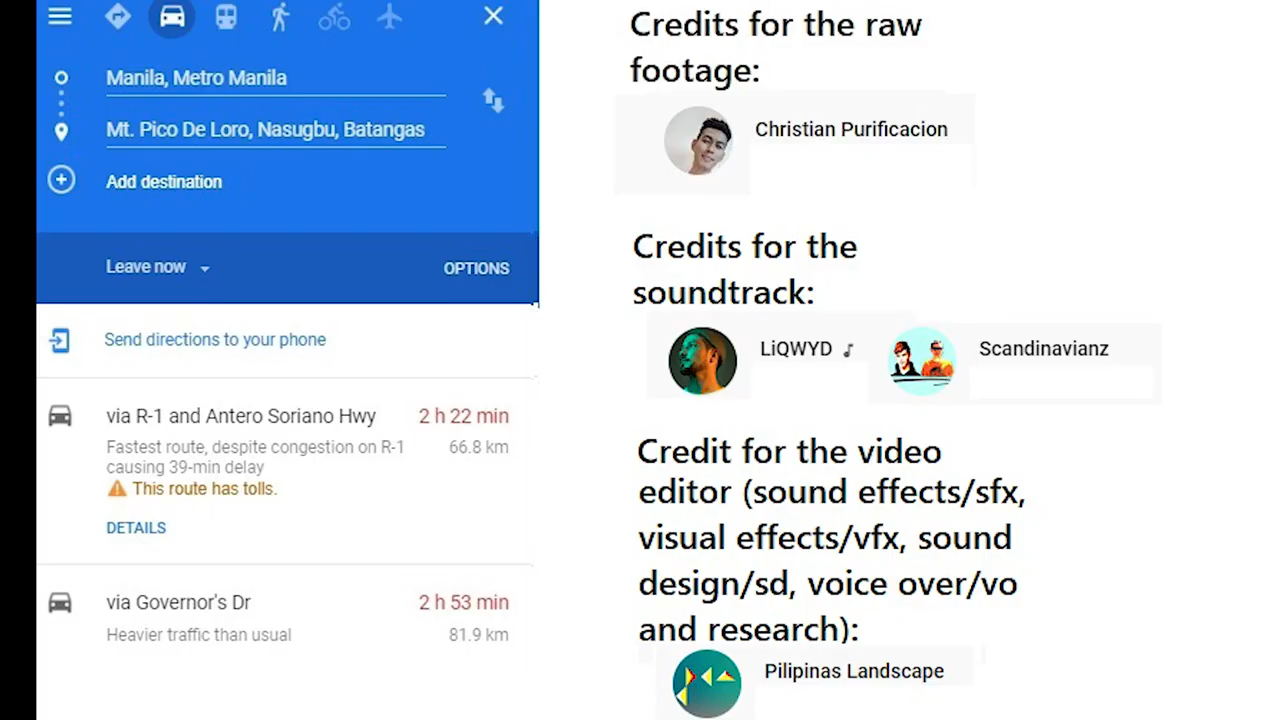 Manila, Metro Manila
Mt. Pico De Loro, Nasugbu, Batangas
Add destination
Leave now
OPTIONS
Send directions to your phone
via R-1 and Antero Soriano Hwy
2 h 22 min
Fastest route, despite congestion on R-1
66.8 km
causing 39-min delay
This route has tolls.
DETAILS
via Governor's Dr
2 h 53 min
Heavier traffic than usual
81.9 km
Credits for the raw
footage:
Christian Purificacion
Credits for the
soundtrack:
LiQWYD
Scandinavianz
Credit for the video
editor (sound effects/sfx,
visual effects/vfx, sound
design/sd, voice over/vo
and research):
Pilipinas Landscape